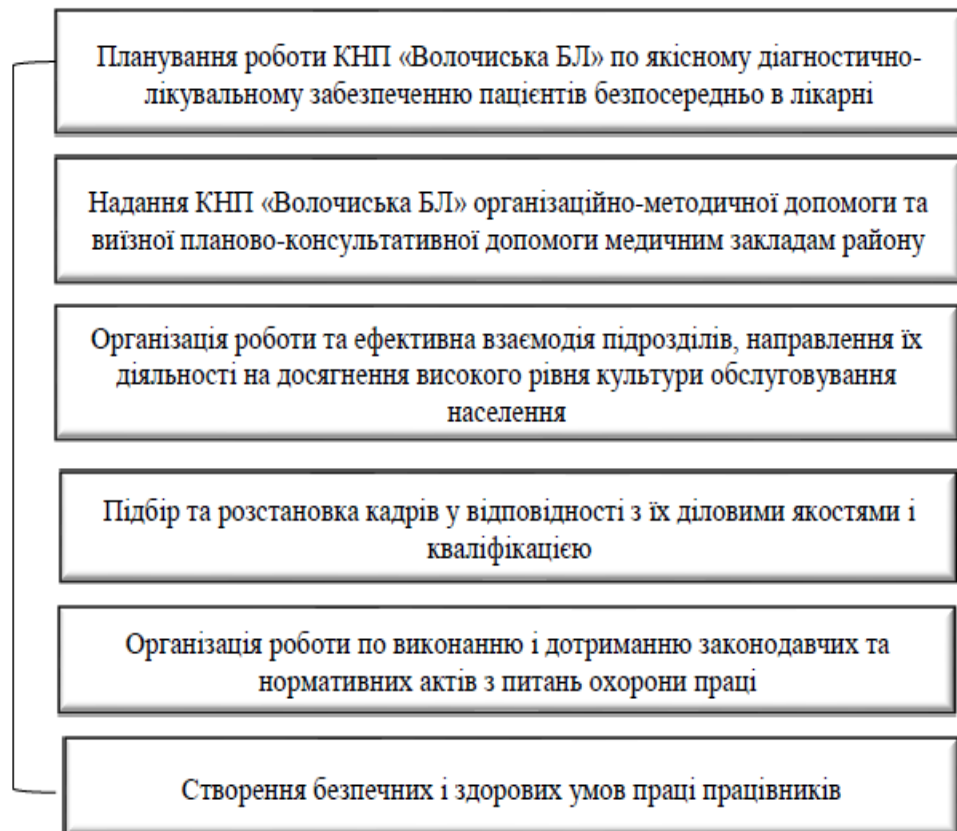 Планування роботи КНП «Волочиська БЛ» по якісному діагностично-
лікувальному забезпеченню пацієнтів безпосередньо в лікарні
Надання КНП «Волочиська БЛ» організаційно-методичної допомоги та
виїзної планово-консультативної допомоги медичним закладам району
Організація роботи та ефективна взаємодія підрозділів, направлення їх
діяльності на досягнення високого рівня культури обслуговування
населення
Підбір та розстановка кадрів у відповідності з їх діловими якостями і
кваліфікацією
Організація роботи по виконанню і дотриманню законодавчих та
нормативних актів з питань охорони праці
Створення безпечних і здорових умов праці працівників